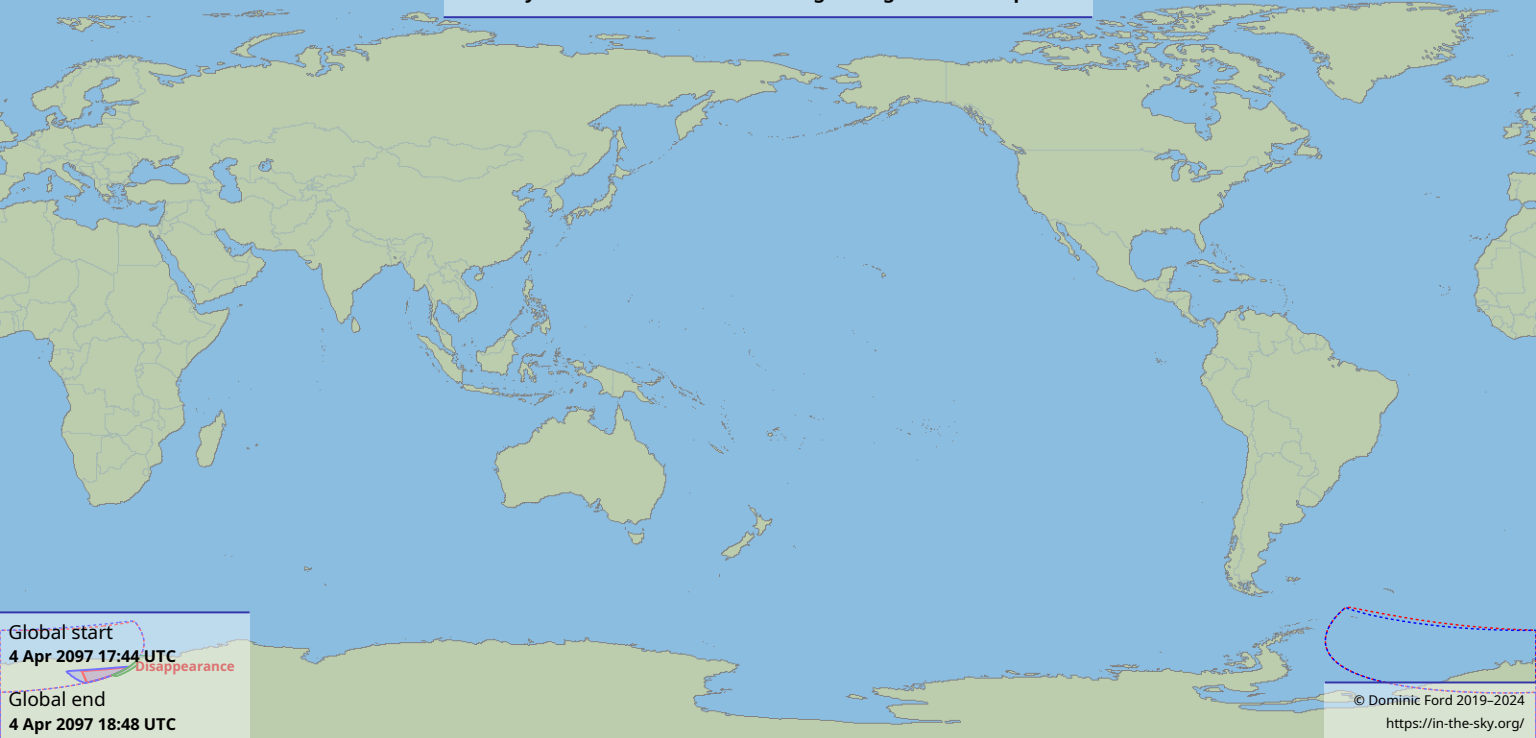 Global start
4 Apr 2097 17:44 UTC
Disappearance
Global end
4 Apr 2097 18:48 UTC
© Dominic Ford 2019–2024
https://in-the-sky.org/